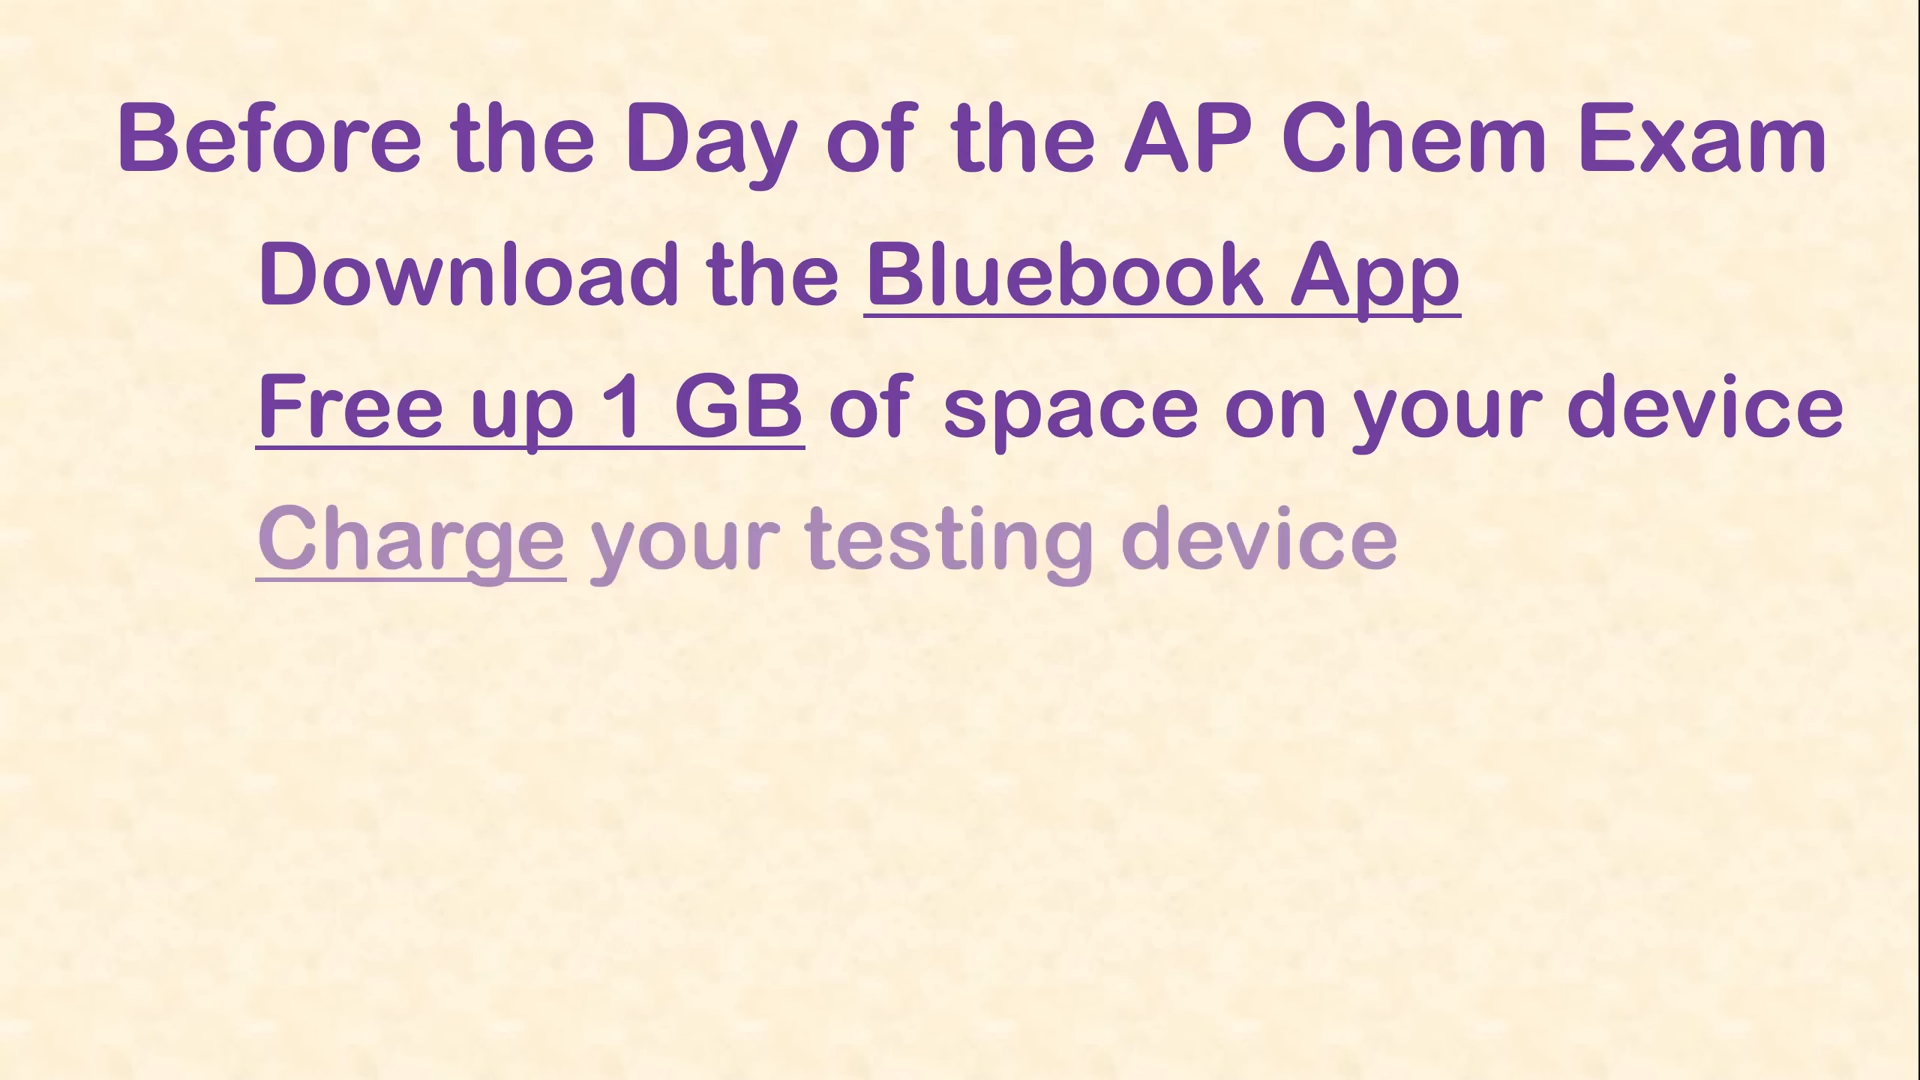 Before the Day of the AP Chem Exam
Download the Bluebook App
Free up 1 GB of space on your device
Charge your testing device